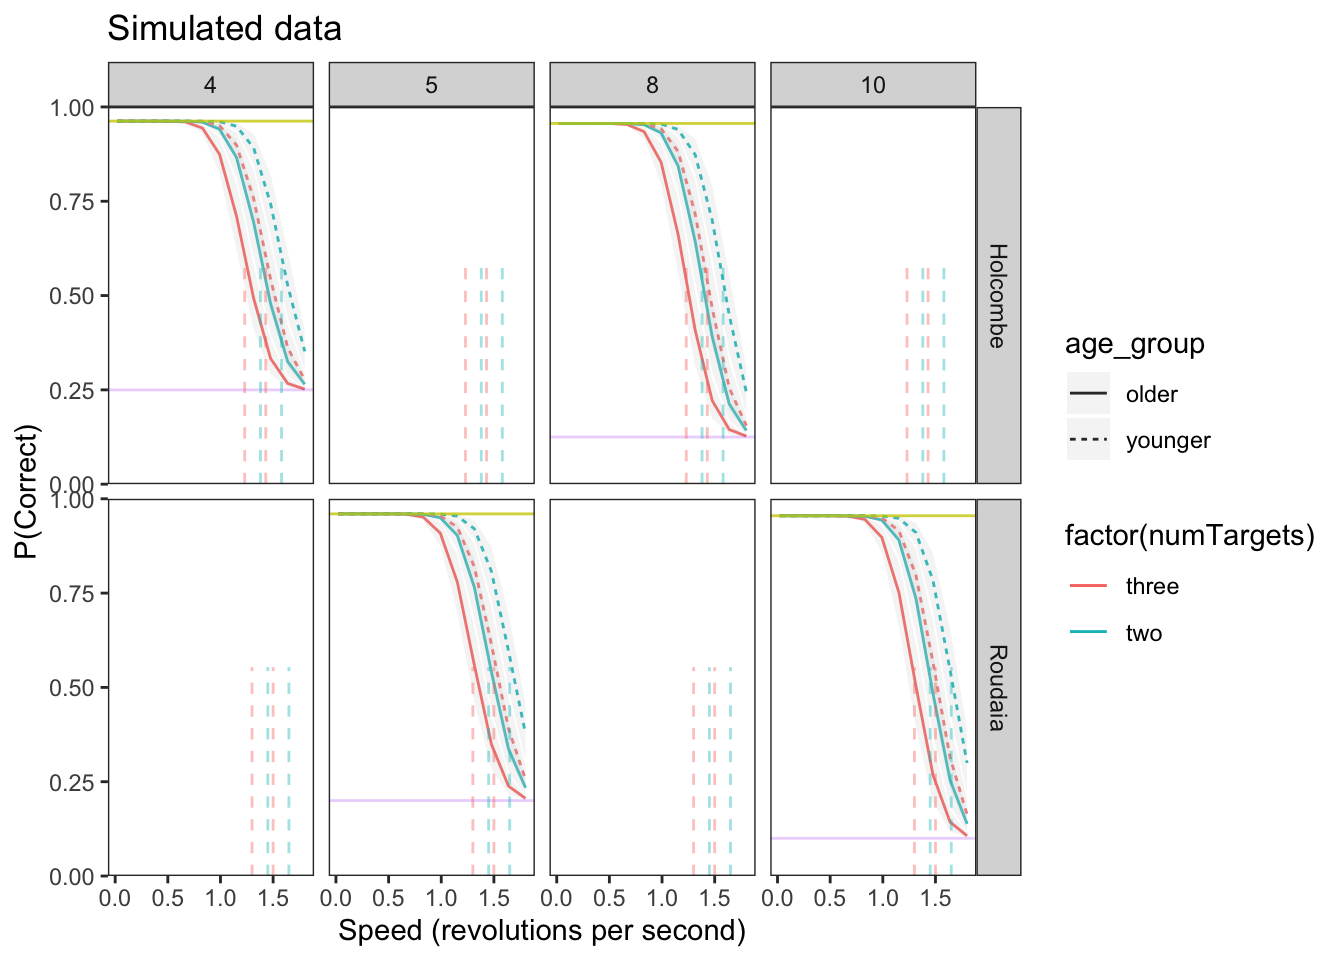 Simulated data
4 5 8 10
1.00
0.75
0.50
0.25
0.00
Holcombe
1.00
0.75
0.50
0.25
0.00
Roudaia
P(Correct)
0.0 0.5 1.0 1.5 0.0 0.5 1.0 1.5 0.0 0.5 1.0 1.5 0.0 0.5 1.0 1.5
Speed (revolutions per second)
age_group
older
younger
factor(numTargets)
three
two